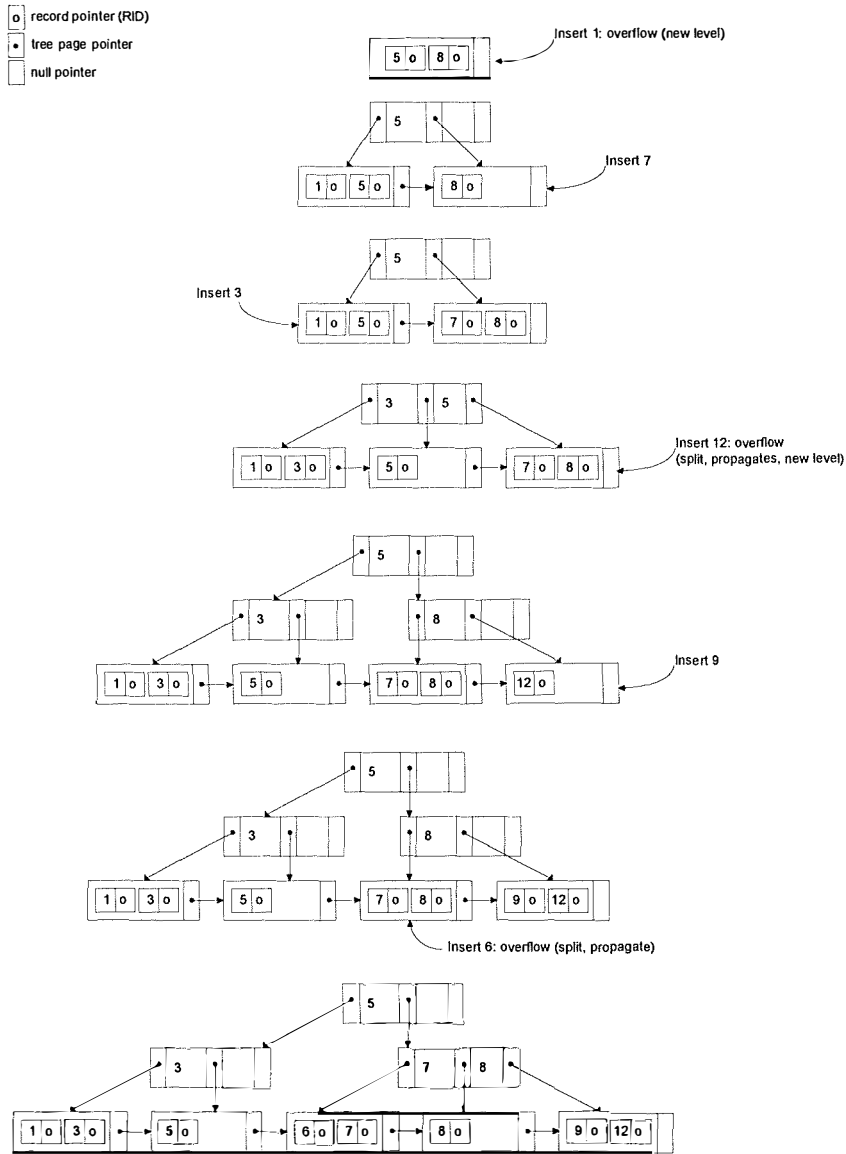 o record pointer (RID)
tree page pointer
null pointer
Insert 1: overflow (new level)
5 o 8 o
5
Insert 7
1 o 5 o 8 o
5
Insert 3
1 o 5 o 7 o 8 o
3 5
Insert 12: overflow
(split, propagates, new level)
1 o 3 o 5 o 7 o 8 o
5
3 8
Insert 9
1 o 3 o 5 o 7 o 8 o 12 o
5
3 8
1 o 3 o 5 o 7 o 8 o 9 o 12 o
Insert 6: overflow (split, propagate)
5
3 7 8
1 o 3 o 5 o 6 o 7 o 8 o 9 o 12 o